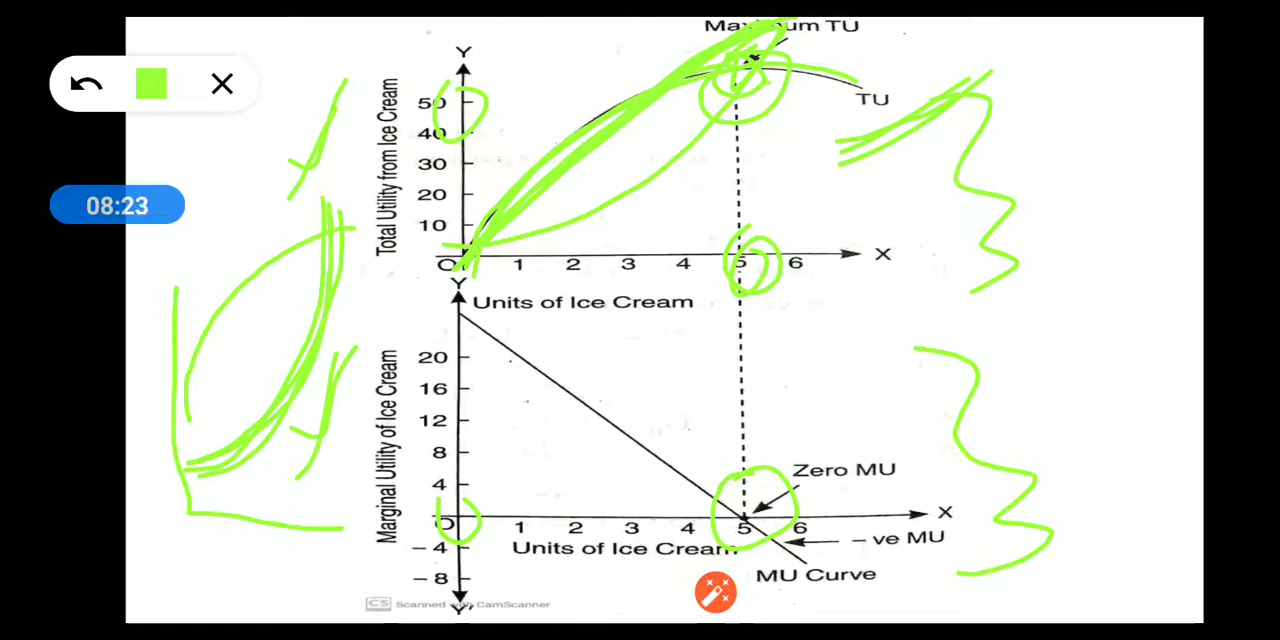 Maximum TU
Y
50
40
30
20
10
O
Total Utility from Ice Cream
TU
1 2 3 4 5 6 X
08:23
Y
Units of Ice Cream
20
16
12
8
4
O
Marginal Utility of Ice Cream
Zero MU
1 2 3 4 5 6 X
Units of Ice Cream
– ve MU
– 4
– 8
MU Curve
Y'
CS Scanned with CamScanner